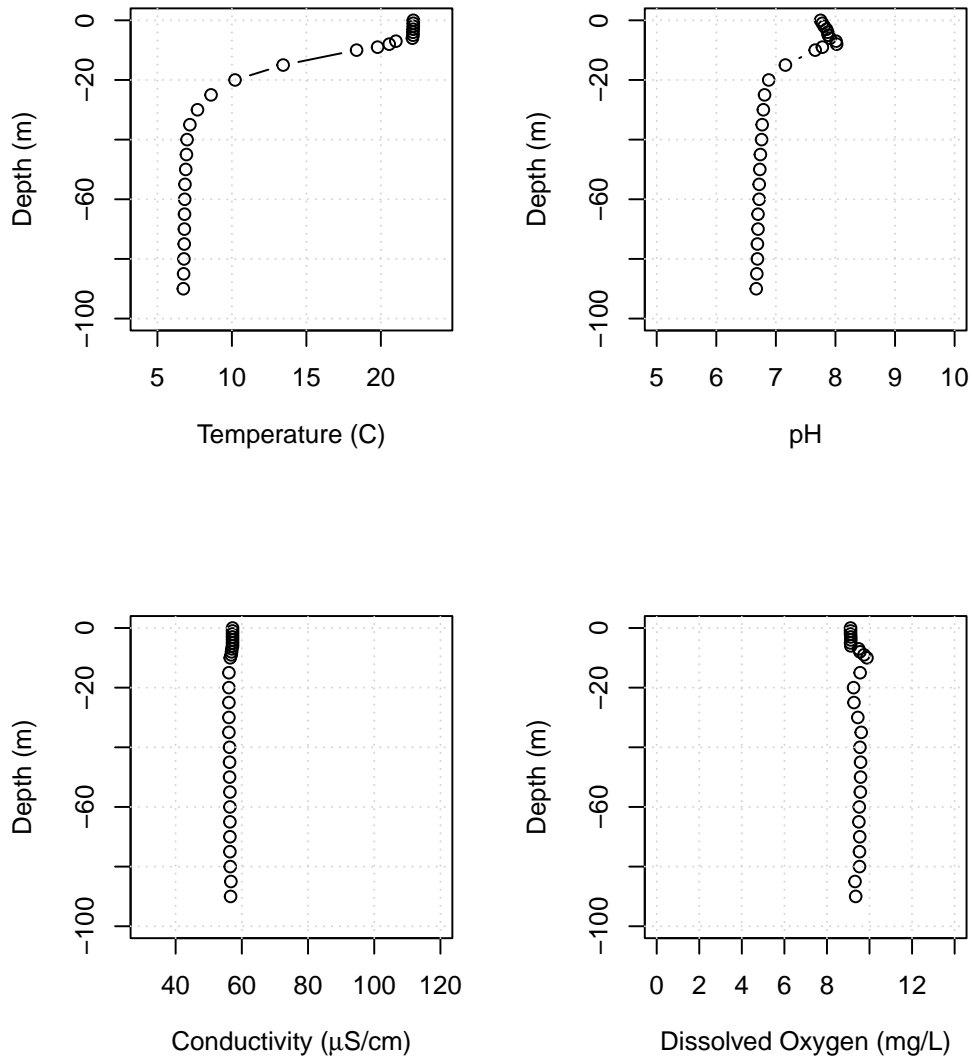 0
−20
−60
−100
Depth (m)
5 10 15 20
Temperature (C)
0
−20
−60
−100
Depth (m)
5 6 7 8 9 10
pH
0
−20
−60
−100
Depth (m)
40 60 80 100 120
Conductivity (μS/cm)
0
−20
−60
−100
Depth (m)
0 2 4 6 8 12
Dissolved Oxygen (mg/L)